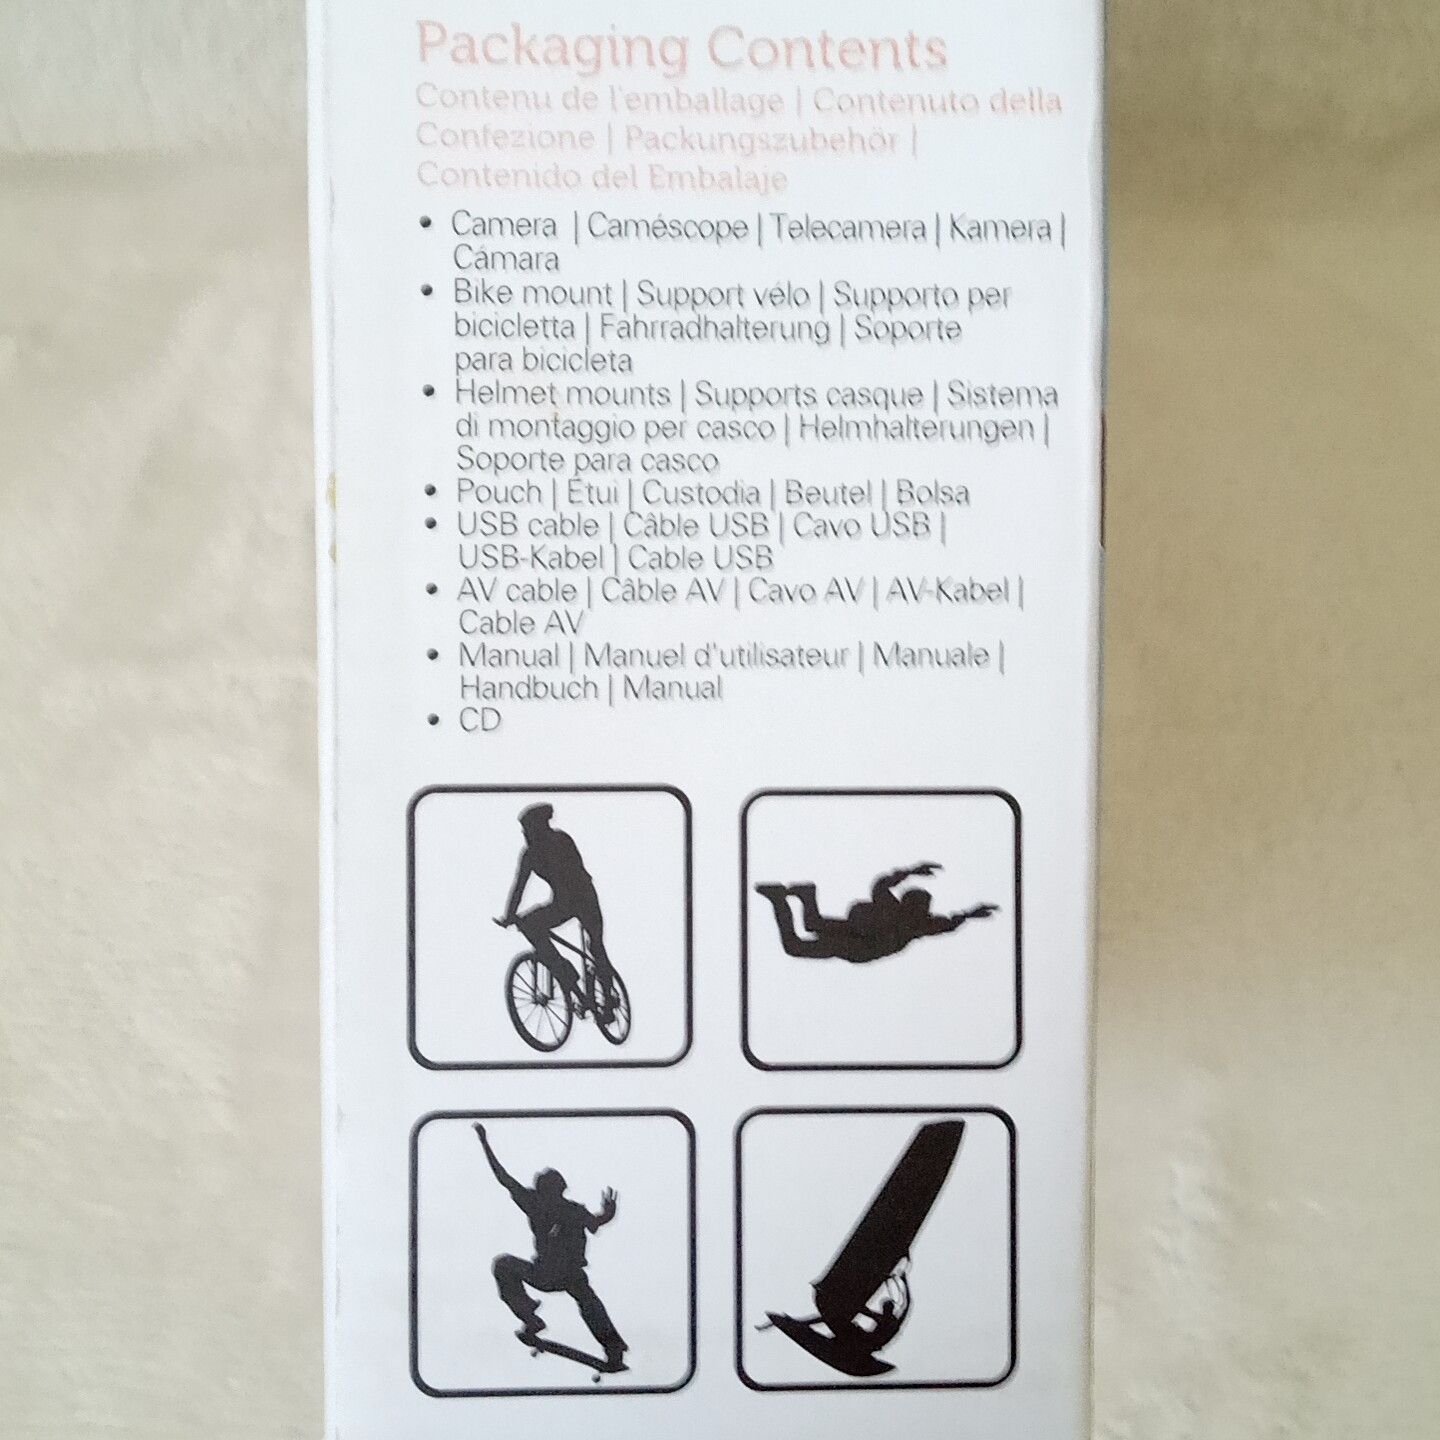 Packaging Contents
Contenu de l'emballage | Contenuto della
Confezione | Packungszubehör |
Contenido del Embalaje
• Camera | Caméscope | Telecamera | Kamera |
Cámara
• Bike mount | Support vélo | Supporto per
bicicletta | Fahrradhalterung | Soporte
para bicicleta
• Helmet mounts | Supports casque | Sistema
di montaggio per casco | Helmhalterungen |
Soporte para casco
• Pouch | Étui | Custodia | Beutel | Bolsa
• USB cable | Câble USB | Cavo USB |
USB-Kabel | Cable USB
• AV cable | Câble AV | Cavo AV | AV-Kabel |
Cable AV
• Manual | Manuel d'utilisateur | Manuale |
Handbuch | Manual
• CD